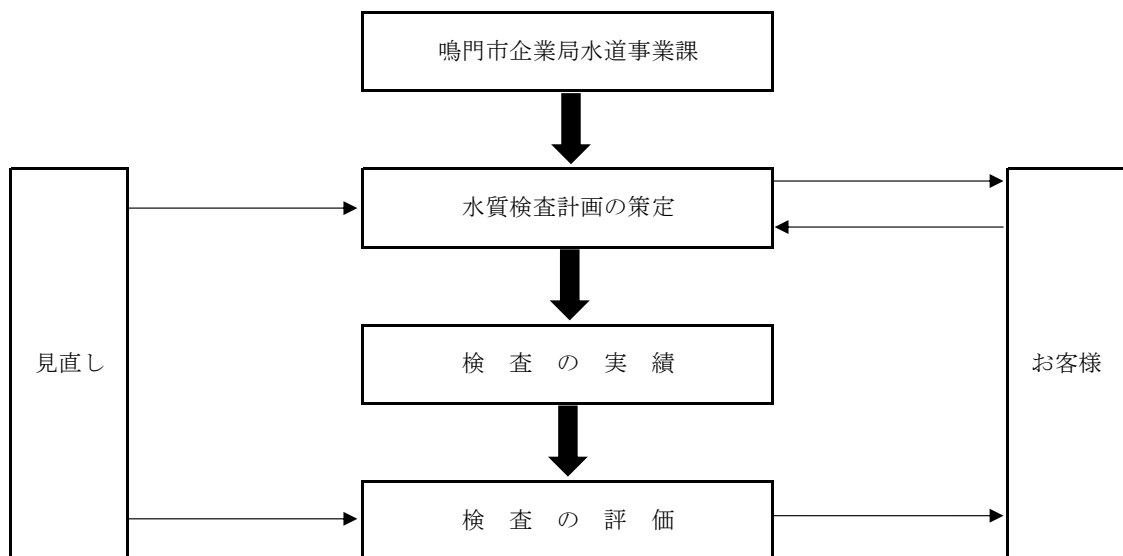 鳴門市企業局水道事業課
水質検査計画の策定
見直し
検　査　の　実　績
お客様
検　査　の　評　価